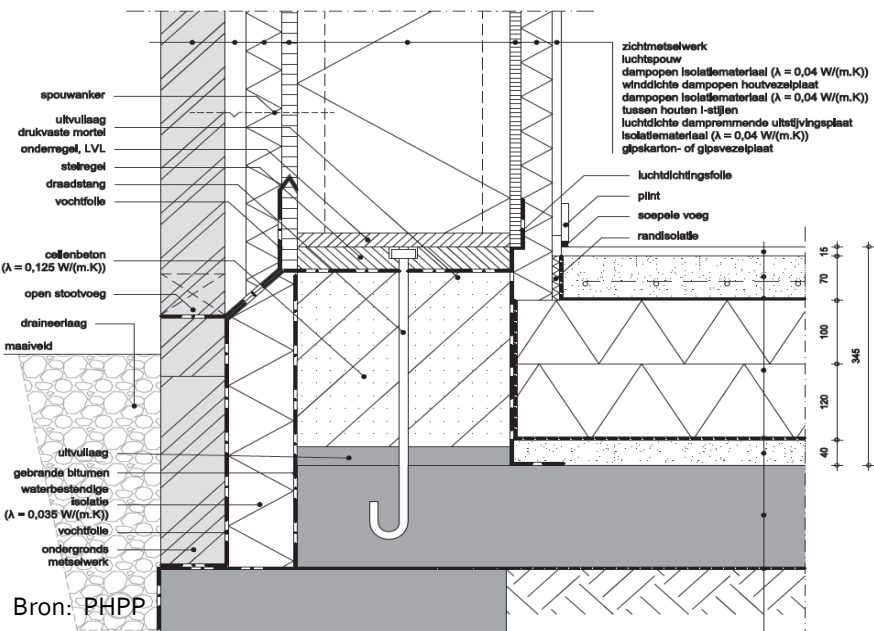 zichtmetselwerk
luchtspouw
dampopen isolatiemateriaal (λ = 0,04 W/(m.K))
winddichte dampopen houtvezelplaat
dampopen isolatiemateriaal (λ = 0,04 W/(m.K))
tussen houten I-stijlen
luchtdichte dampremmende uitstijvingsplaat
isolatiemateriaal (λ = 0,04 W/(m.K))
gipskarton- of gipsvezelplaat
spouwanker
uitvullaag
drukvaste mortel
onderregel, LVL
stelregel
draadstang
vochtfolie
cellenbeton
(λ = 0,125 W/(m.K))
open stootvoeg
draineerlaag
maaiveld
luchtdichtingsfolie
plint
soepele voeg
randisolatie
15
70
100
120
40
345
uitvullaag
gebrande bitumen
waterbestendige
isolatie
(λ = 0,035 W/(m.K))
vochtfolie
ondergronds
metselwerk
Bron: PHPP